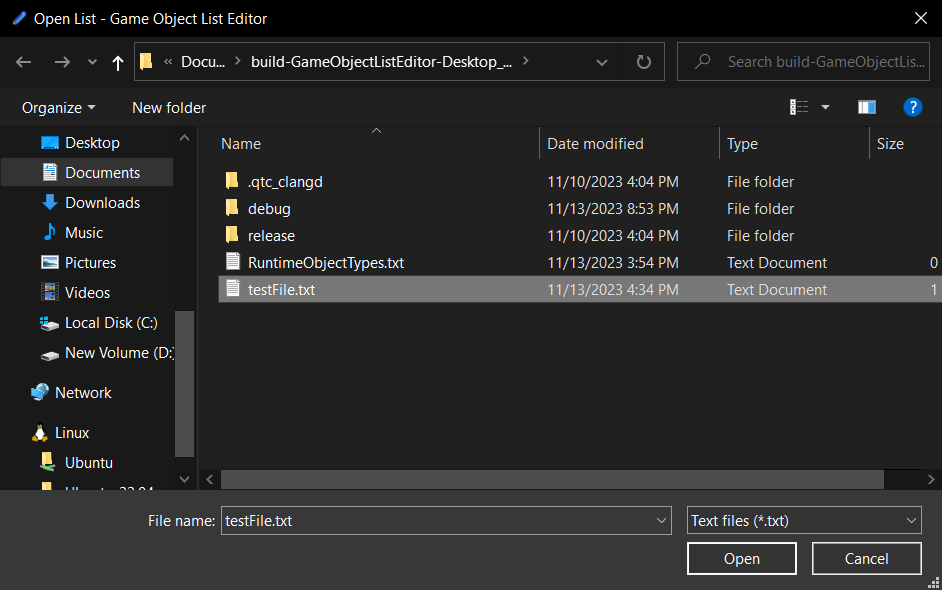 Open List - Game Object List Editor
« Docu... > build-GameObjectListEditor-Desktop_... >
Search build-GameObjectLis...
Organize
New folder
?
Desktop
Documents
Downloads
Music
Pictures
Videos
Local Disk (C:)
New Volume (D:)
Network
Linux
Ubuntu
Name Date modified Type Size
.qtc_clangd 11/10/2023 4:04 PM File folder
debug 11/13/2023 8:53 PM File folder
release 11/10/2023 4:04 PM File folder
RuntimeObjectTypes.txt 11/13/2023 3:54 PM Text Document 0
testFile.txt 11/13/2023 4:34 PM Text Document 1
File name: testFile.txt
Text files (*.txt)
Open Cancel